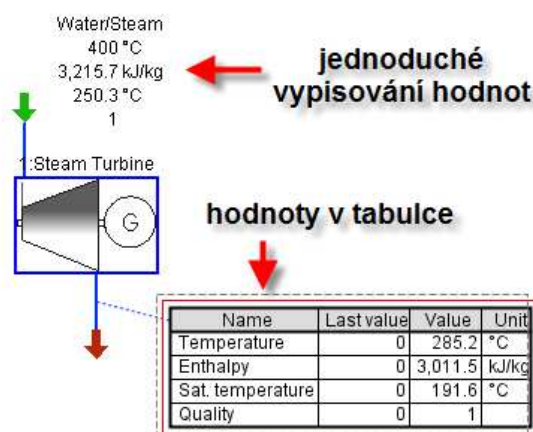 Water/Steam
400 °C
3,215.7 kJ/kg
250.3 °C
1
jednoduché
vypisování hodnot
1:Steam Turbine
G
hodnoty v tabulce
Name Last value Value Unit
Temperature 0 285.2 °C
Enthalpy 0 3,011.5 kJ/kg
Sat. temperature 0 191.6 °C
Quality 0 1